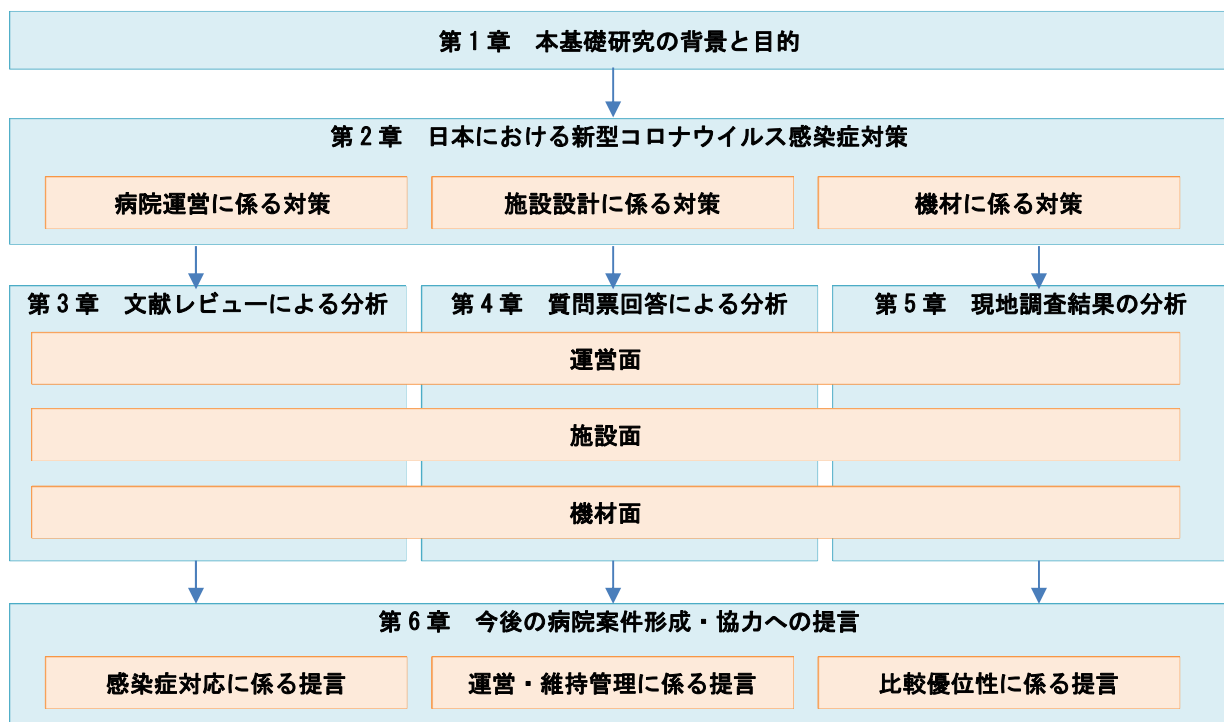 第1章　本基礎研究の背景と目的
第2章　日本における新型コロナウイルス感染症対策
病院運営に係る対策
施設設計に係る対策
機材に係る対策
第3章　文献レビューによる分析
第4章　質問票回答による分析
第5章　現地調査結果の分析
運営面
施設面
機材面
第6章　今後の病院案件形成・協力への提言
感染症対応に係る提言
運営・維持管理に係る提言
比較優位性に係る提言